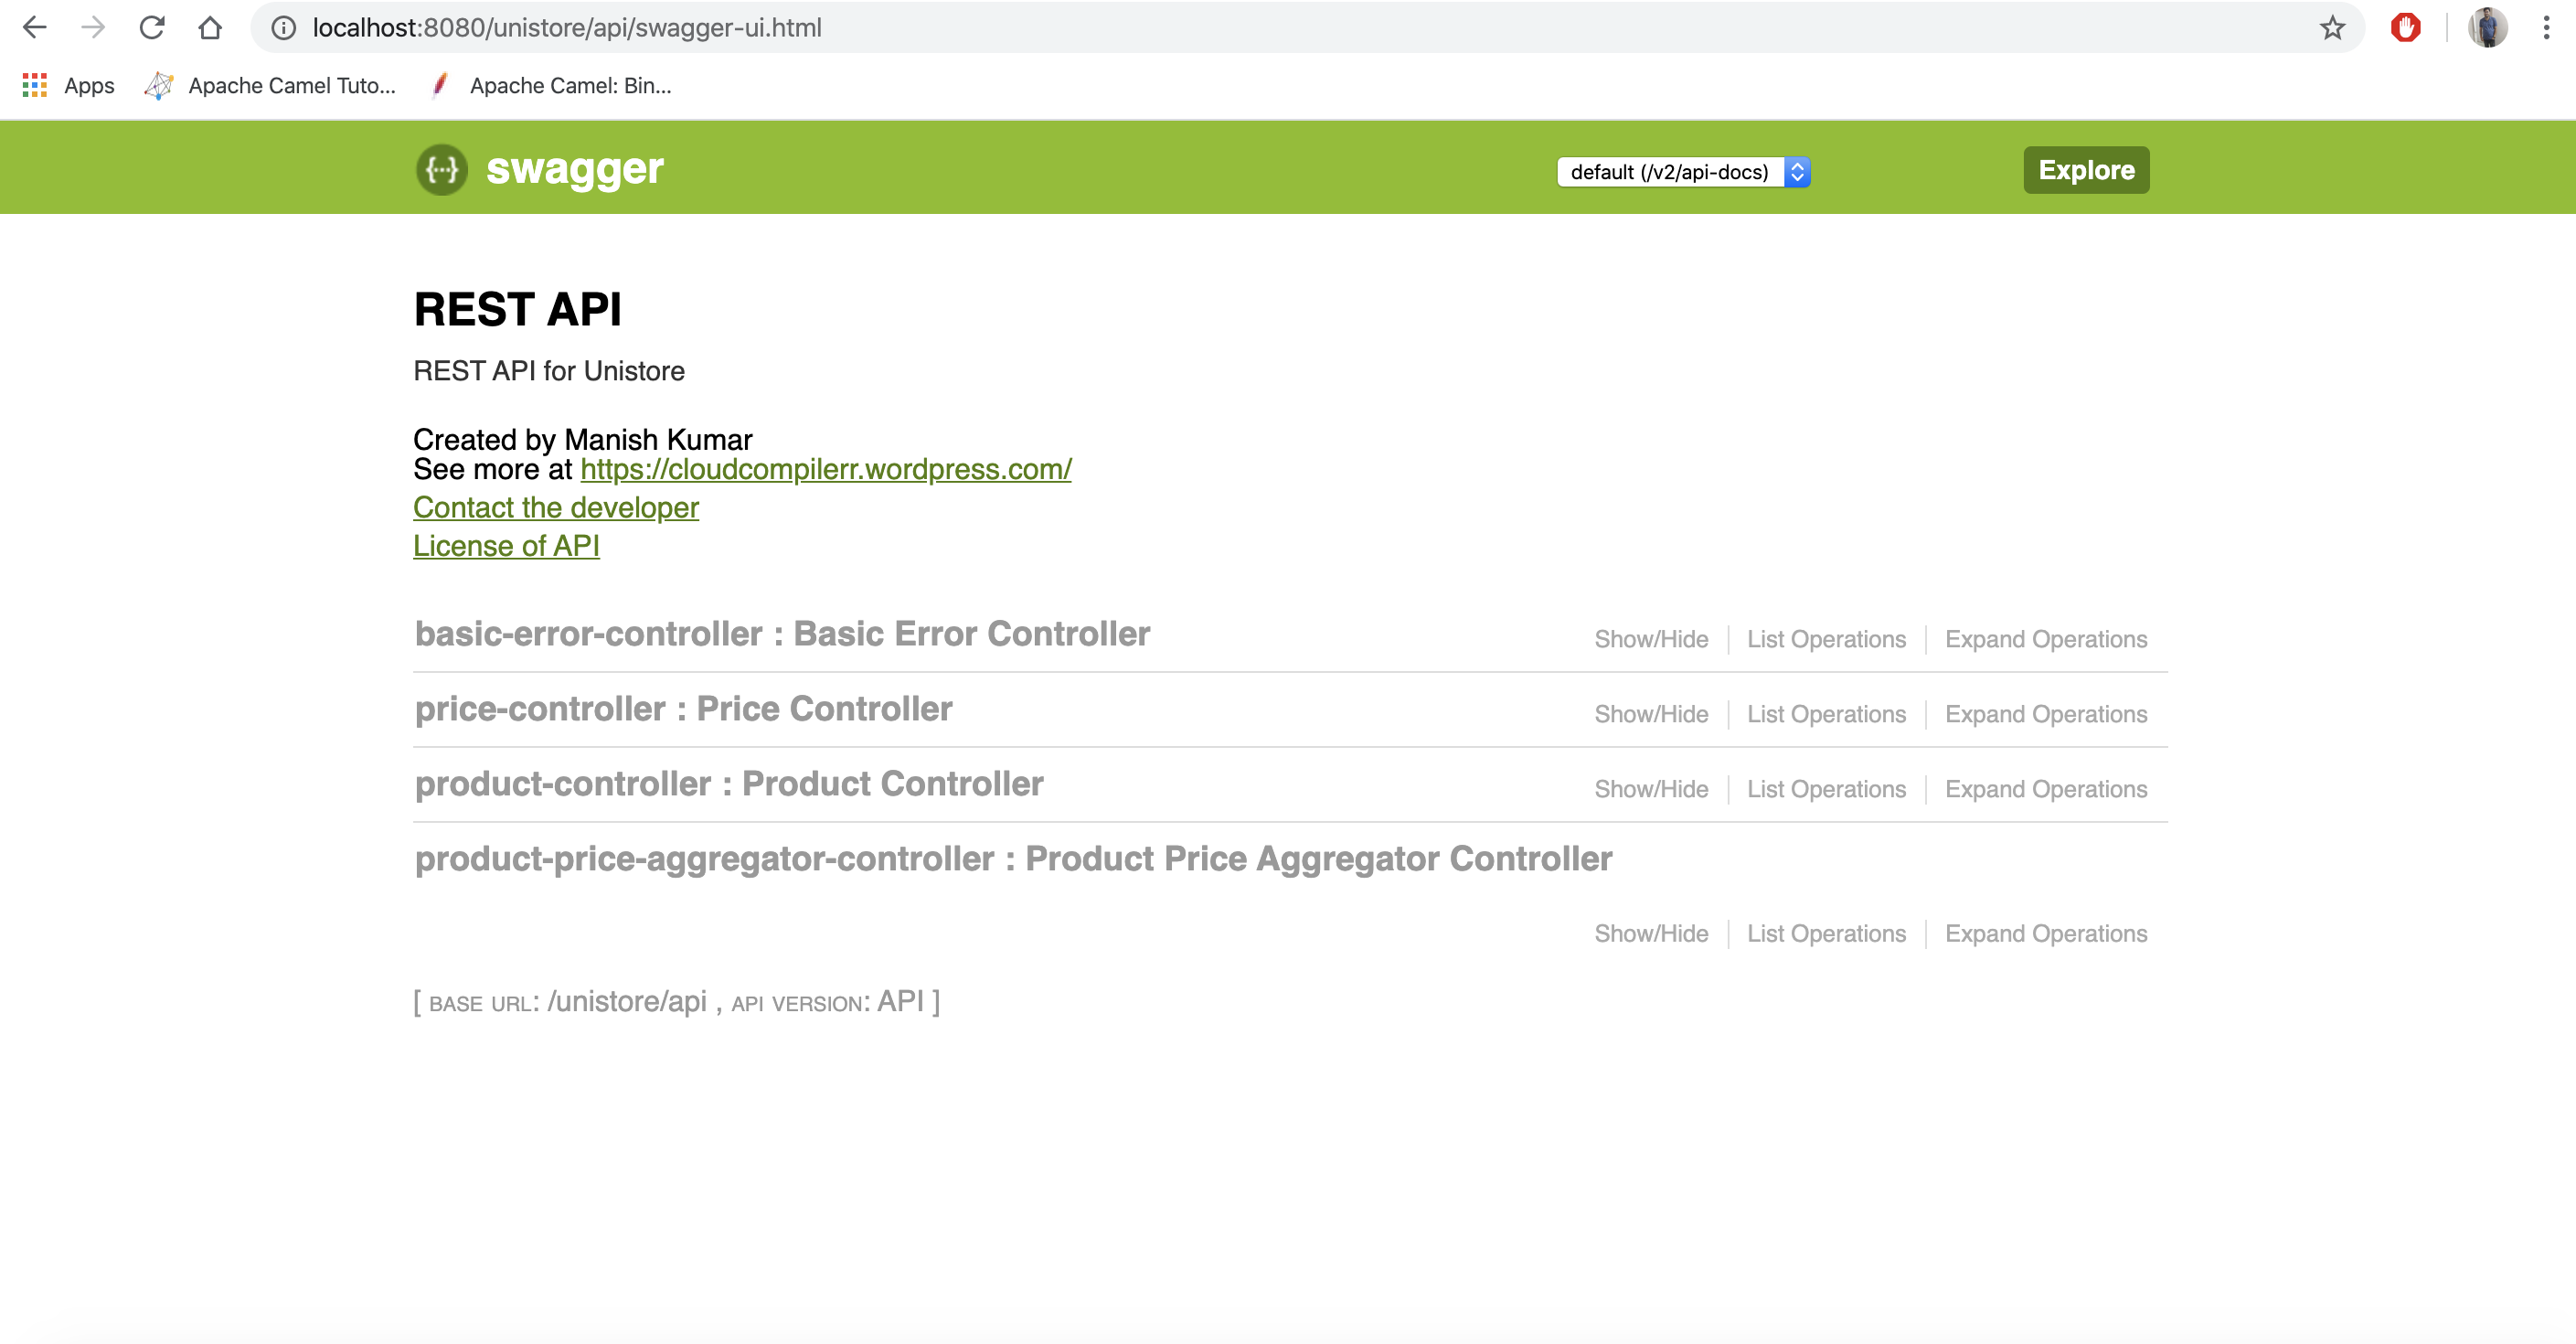 localhost:8080/unistore/api/swagger-ui.html
Apps Apache Camel Tuto... Apache Camel: Bin...
{···} swagger default (/v2/api-docs) Explore
REST API
REST API for Unistore
Created by Manish Kumar
See more at https://cloudcompilerr.wordpress.com/
Contact the developer
License of API
basic-error-controller : Basic Error Controller Show/Hide List Operations Expand Operations
price-controller : Price Controller Show/Hide List Operations Expand Operations
product-controller : Product Controller Show/Hide List Operations Expand Operations
product-price-aggregator-controller : Product Price Aggregator Controller
Show/Hide List Operations Expand Operations
[ BASE URL: /unistore/api , API VERSION: API ]